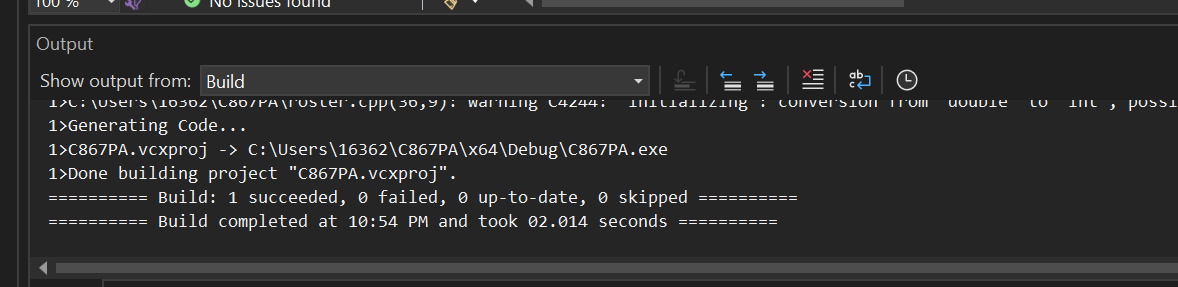 100 % No issues found
Output
Show output from: Build
1>C:\Users\16362\C867PA\roster.cpp(36,9): warning C4244: 'initializing': conversion from 'double' to 'int',
1>Generating Code...
1>C867PA.vcxproj -> C:\Users\16362\C867PA\x64\Debug\C867PA.exe
1>Done building project "C867PA.vcxproj".
========== Build: 1 succeeded, 0 failed, 0 up-to-date, 0 skipped ==========
========== Build completed at 10:54 PM and took 02.014 seconds ==========